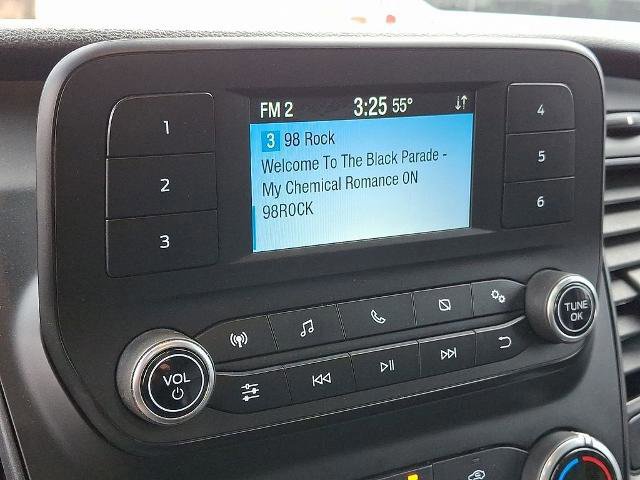 FM 2 3:25 55°
3 98 Rock
Welcome To The Black Parade -
My Chemical Romance ON
98ROCK
1
2
3
4
5
6
VOL
TUNE
OK